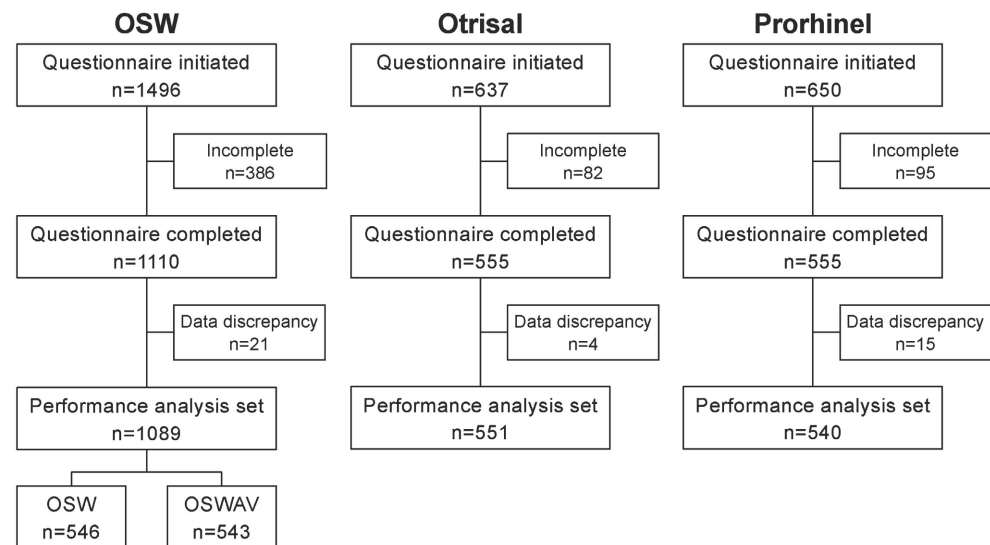 OSW
Questionnaire initiated
n=1496
Incomplete
n=386
Questionnaire completed
n=1110
Data discrepancy
n=21
Performance analysis set
n=1089
OSW
n=546
OSWAV
n=543
Otrisal
Questionnaire initiated
n=637
Incomplete
n=82
Questionnaire completed
n=555
Data discrepancy
n=4
Performance analysis set
n=551
Prorhinel
Questionnaire initiated
n=650
Incomplete
n=95
Questionnaire completed
n=555
Data discrepancy
n=15
Performance analysis set
n=540